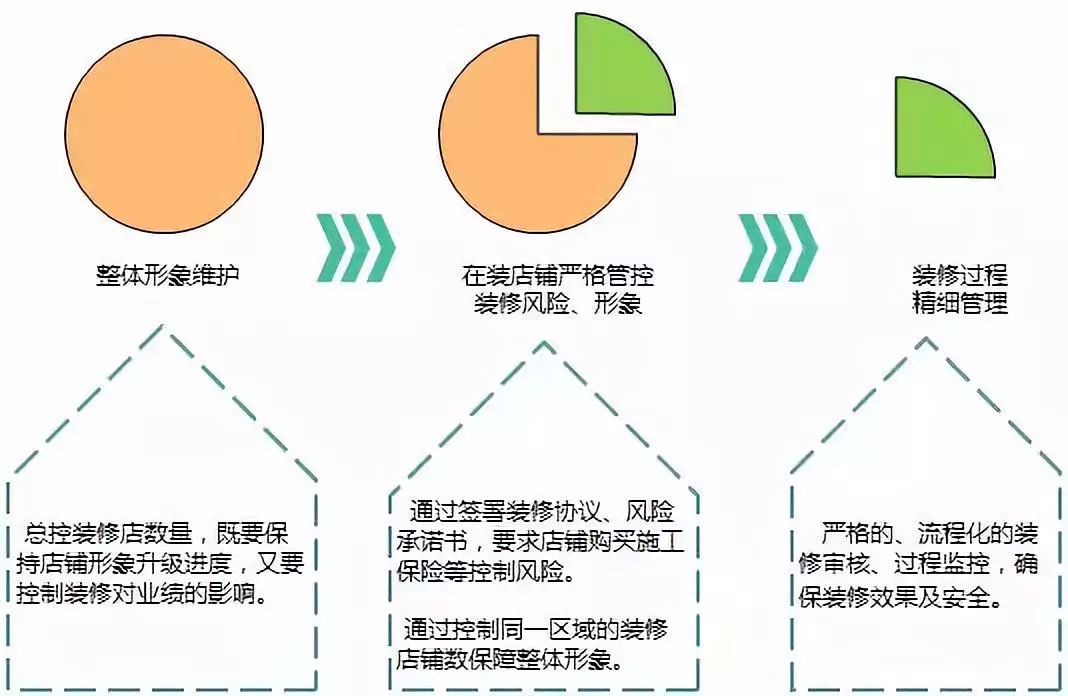 整体形象维护
在装店铺严格管控
装修风险、形象
装修过程
精细管理
总控装修店数量，既要保
持店铺形象升级进度，又要
控制装修对业绩的影响。
通过签署装修协议、风险
承诺书，要求店铺购买施工
保险等控制风险。
通过控制同一区域的装修
店铺数保障整体形象。
严格的、流程化的装
修审核、过程监控，确
保装修效果及安全。